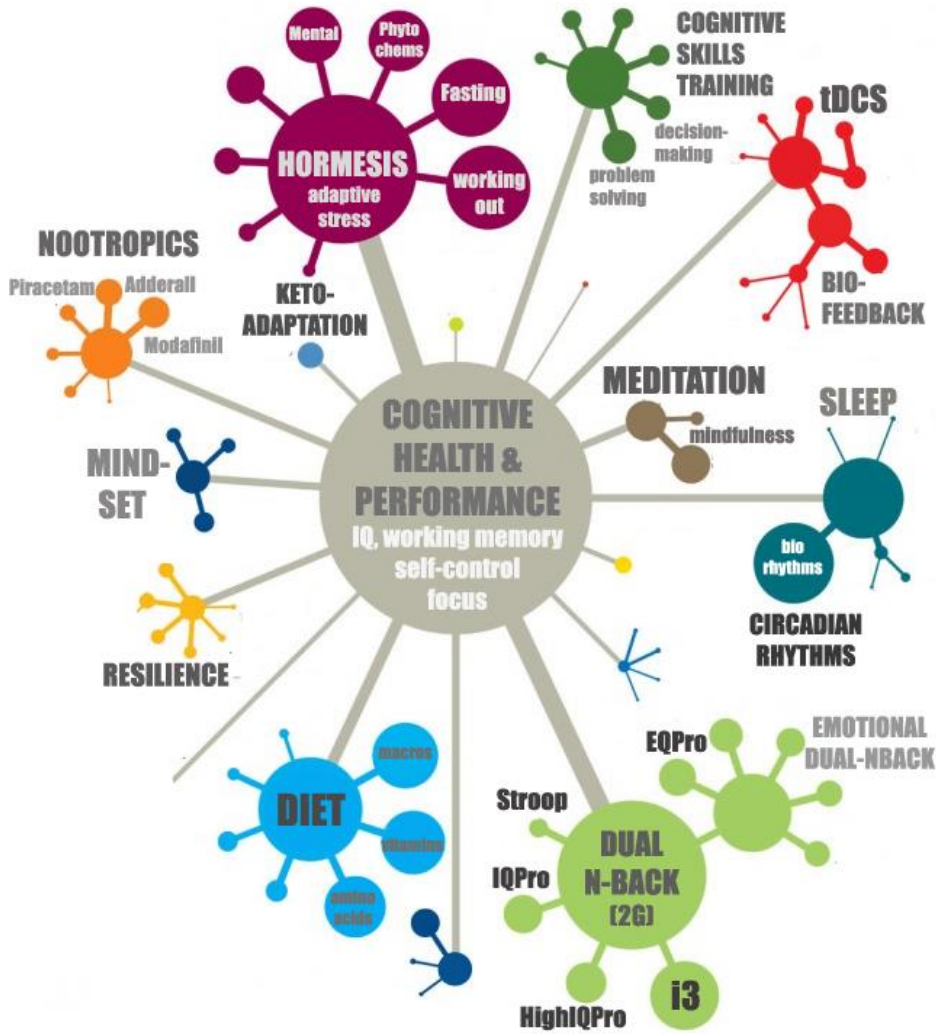 Mental
Phyto
chems
Fasting
HORMESIS
adaptive
stress
working
out
COGNITIVE
SKILLS
TRAINING
decision-
making
problem
solving
tDCS
BIO-
FEEDBACK
NOOTROPICS
Piracetam
Adderall
Modafinil
KETO-
ADAPTATION
MEDITATION
mindfulness
SLEEP
bio
rhythms
CIRCADIAN
RHYTHMS
MIND-
SET
COGNITIVE
HEALTH &
PERFORMANCE
IQ, working memory
self-control
focus
RESILIENCE
DIET
macros
vitamins
amino
acids
EQPro
EMOTIONAL
DUAL-NBACK
Stroop
IQPro
DUAL
N-BACK
(2G)
HighIQPro
i3